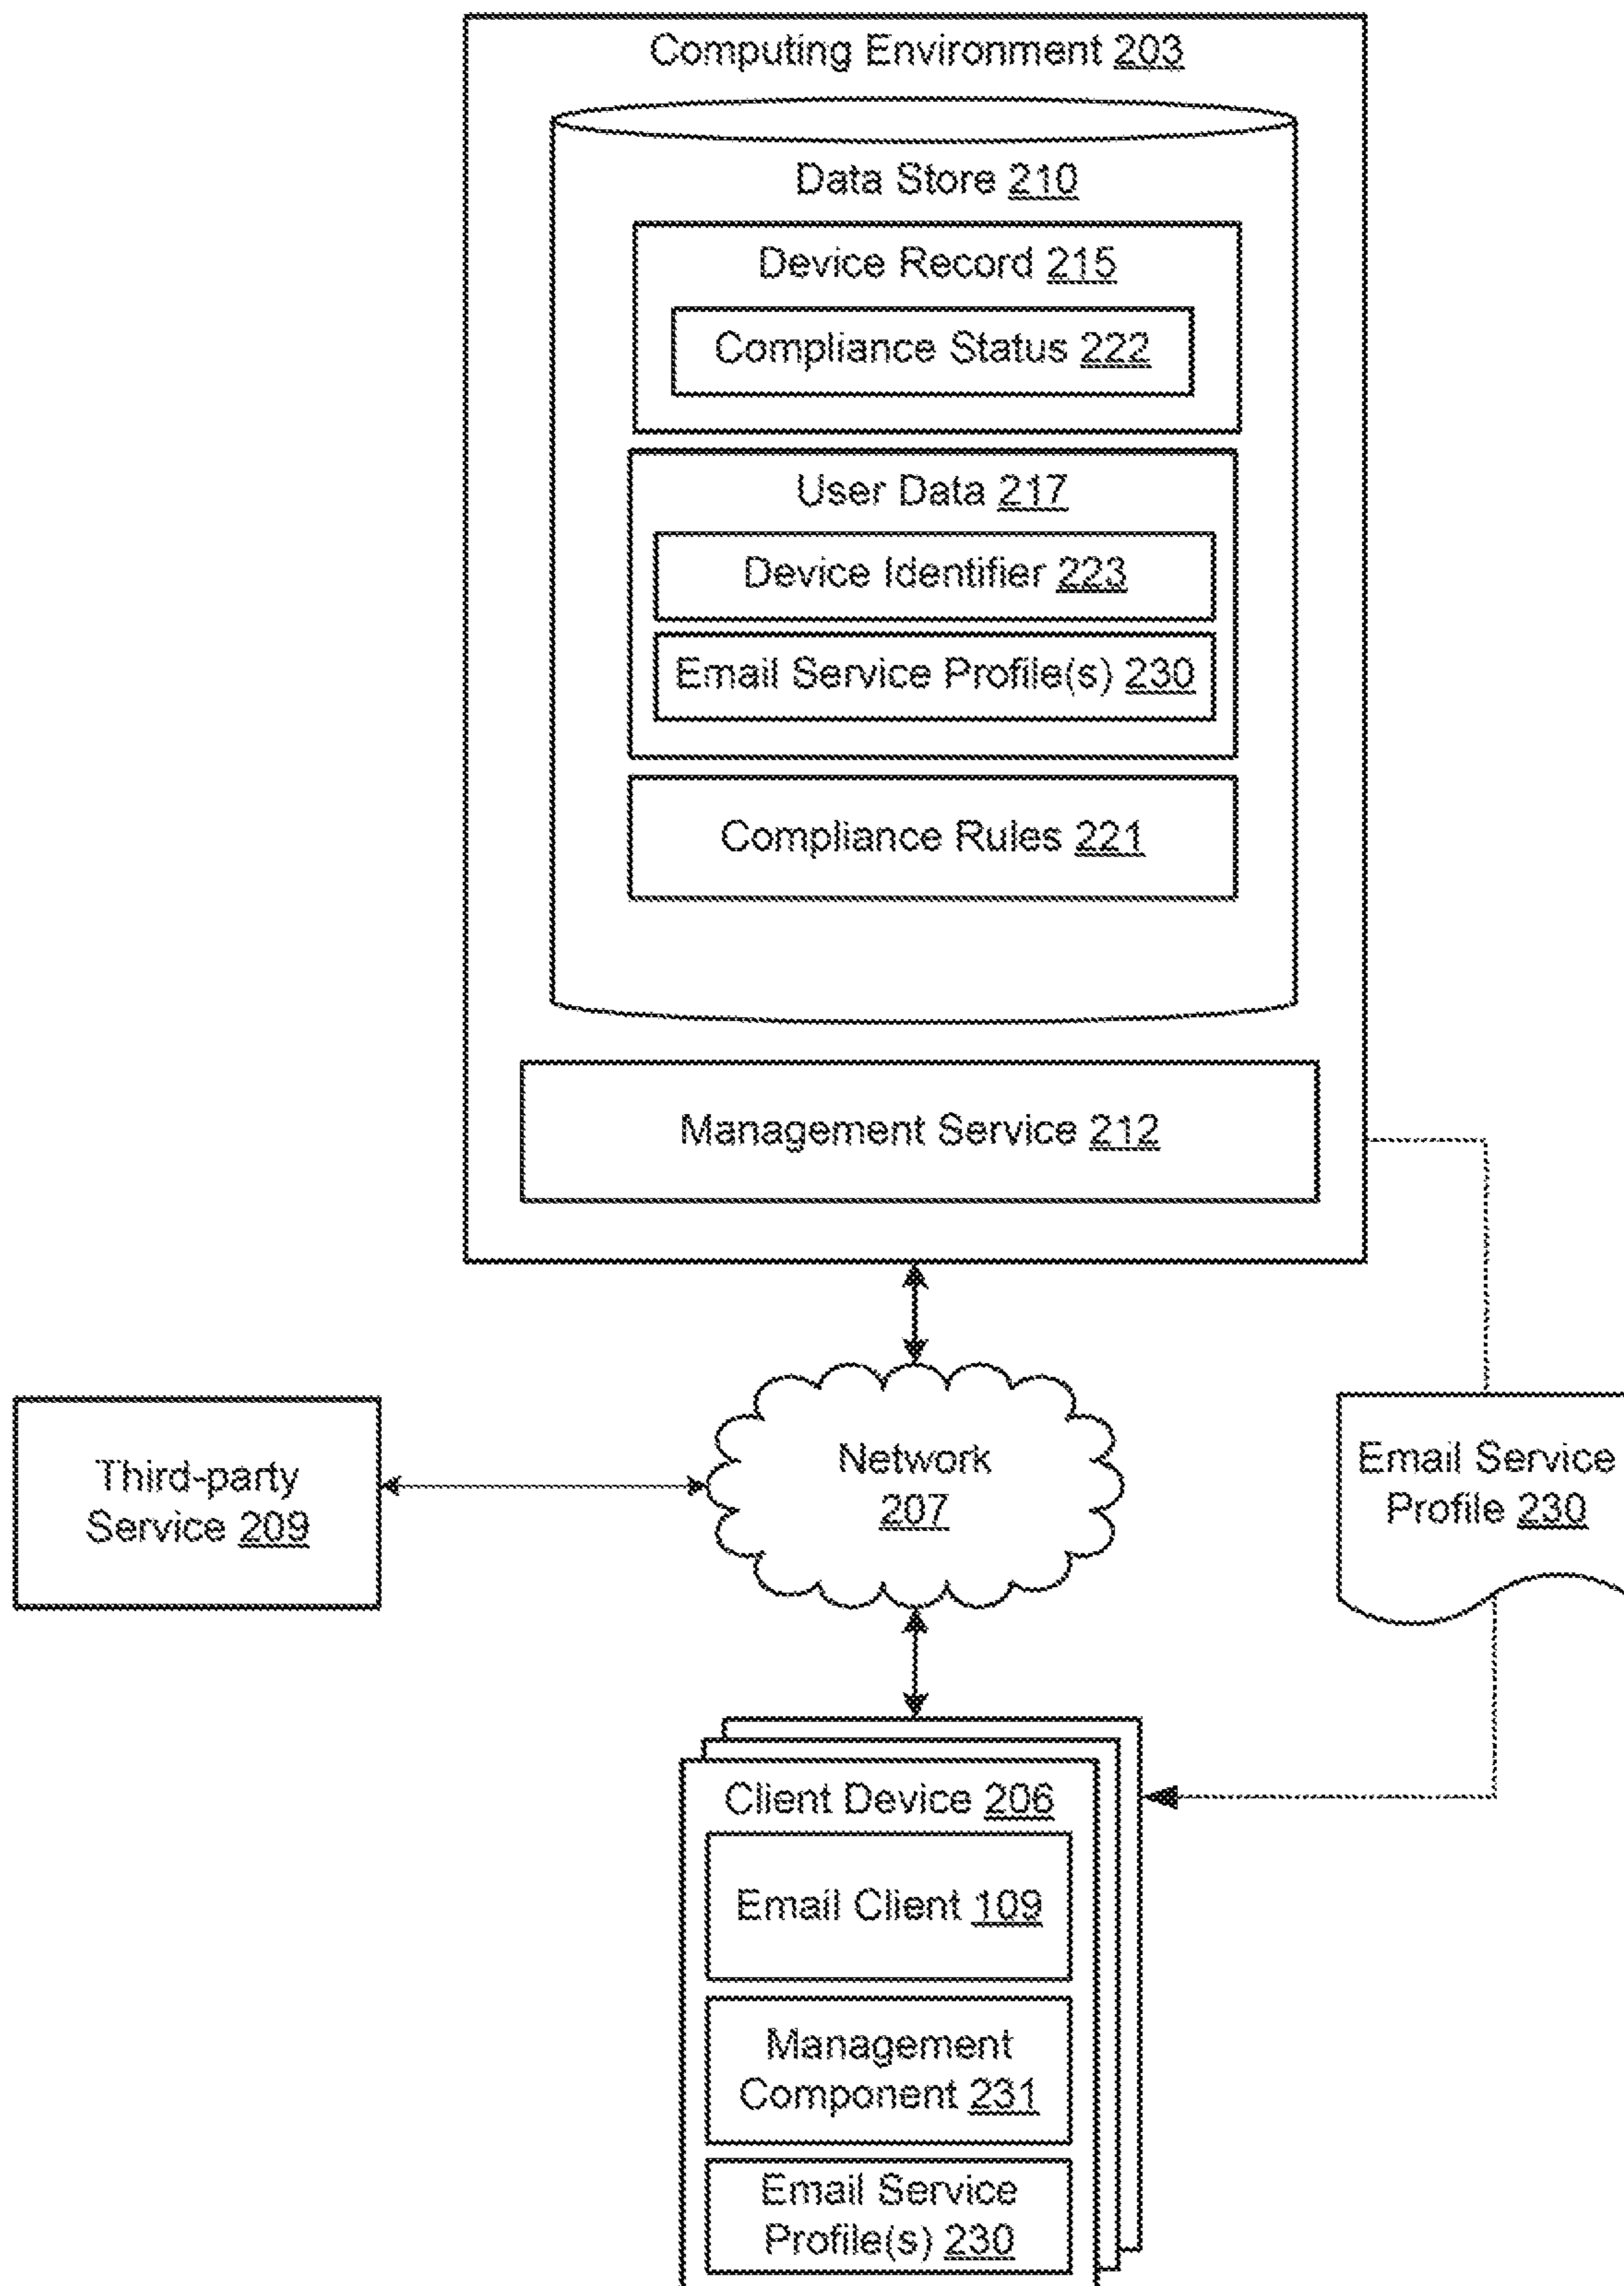 Computing Environment 203
Data Store 210
Device Record 215
Compliance Status 222
User Data 217
Device Identifier 223
Email Service Profile(s) 230
Compliance Rules 221
Management Service 212
Third-party
Service 209
Network
207
Email Service
Profile 230
Client Device 206
Email Client 109
Management
Component 231
Email Service
Profile(s) 230